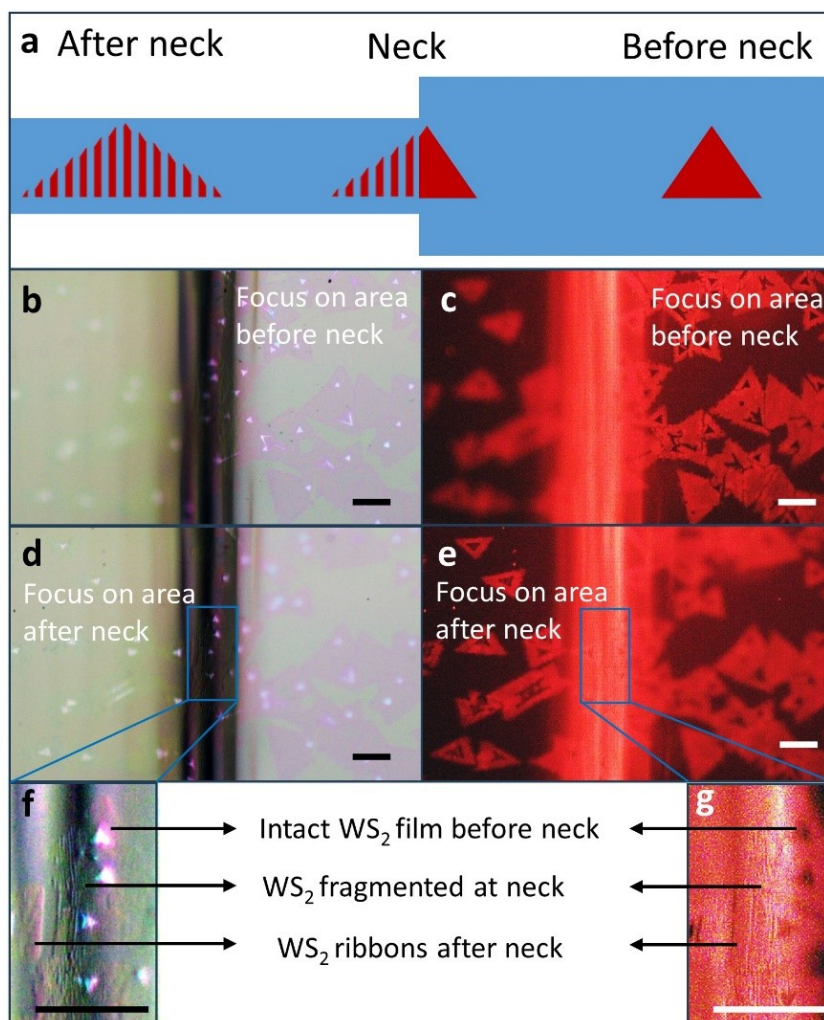 a
After neck
Neck
Before neck
b
Focus on area
before neck
c
Focus on area
before neck
d
Focus on area
after neck
e
Focus on area
after neck
f
g
Intact WS₂ film before neck
WS₂ fragmented at neck
WS₂ ribbons after neck